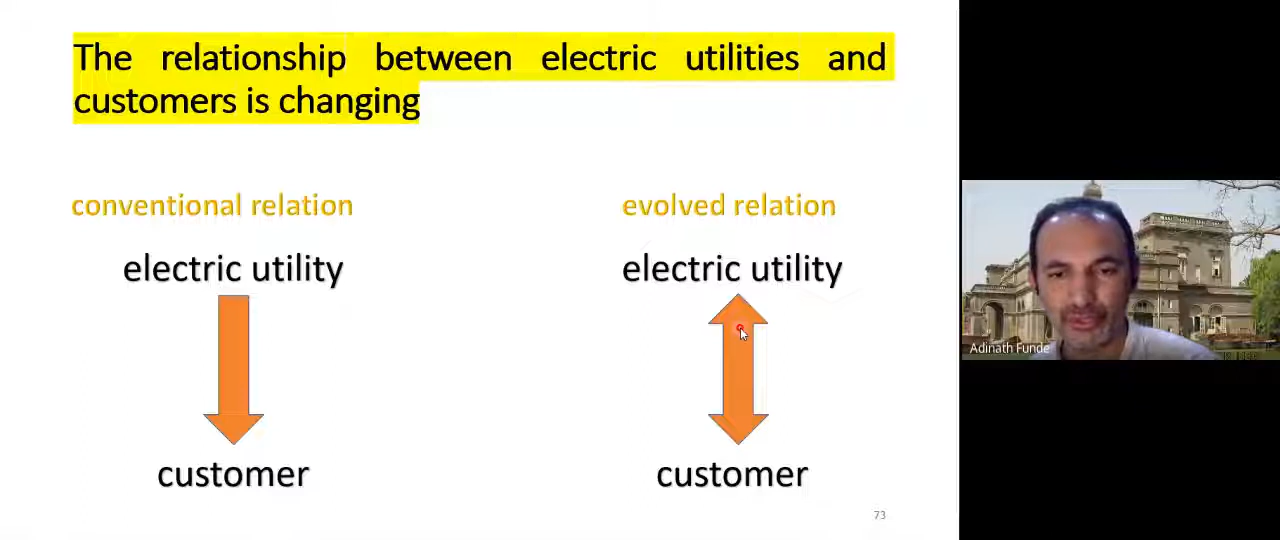 The relationship between electric utilities and
customers is changing
conventional relation
evolved relation
electric utility
electric utility
customer
customer
73
Adinath Funde